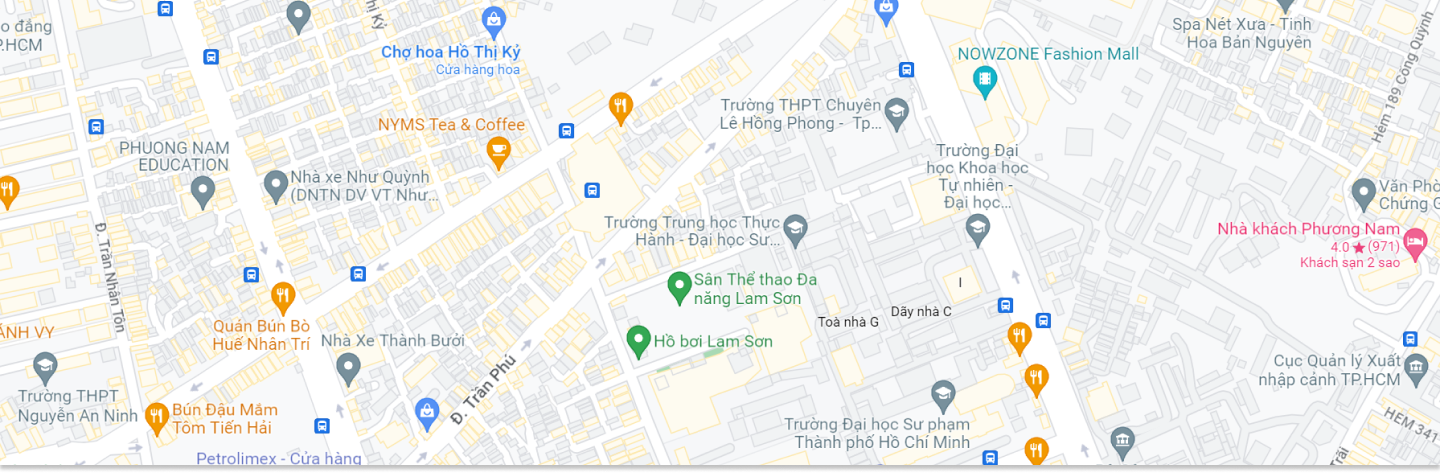 o đẳng
P.HCM
hị Kỷ
Chợ hoa Hồ Thị Kỷ
Cửa hàng hoa
NOWZONE Fashion Mall
Spa Nét Xưa - Tinh
Hoa Bản Nguyên
Hẻm 189 Cống Quỳnh
NYMS Tea & Coffee
Trường THPT Chuyên
Lê Hồng Phong - Tp...
PHUONG NAM
EDUCATION
Nhà xe Như Quỳnh
(DNTN DV VT Như...
Trường Đại
học Khoa học
Tự nhiên -
Đại học...
Văn Phò
Chứng G
Đ. Trần Nhân Tôn
Trường Trung học Thực
Hành - Đại học Sư...
Nhà khách Phương Nam
4.0 ★ (971)
Khách sạn 2 sao
Sân Thể thao Đa
năng Lam Sơn
I
Dãy nhà C
Toà nhà G
ÁNH VY
Quán Bún Bò
Huế Nhân Trí
Nhà Xe Thành Bưởi
Hồ bơi Lam Sơn
Cục Quản lý Xuất
nhập cảnh TP.HCM
Trường THPT
Nguyễn An Ninh
Bún Đậu Mắm
Tôm Tiến Hải
Đ. Trần Phú
Trường Đại học Sư phạm
Thành phố Hồ Chí Minh
HẺM 341
Trãi
Petrolimex - Cửa hàng